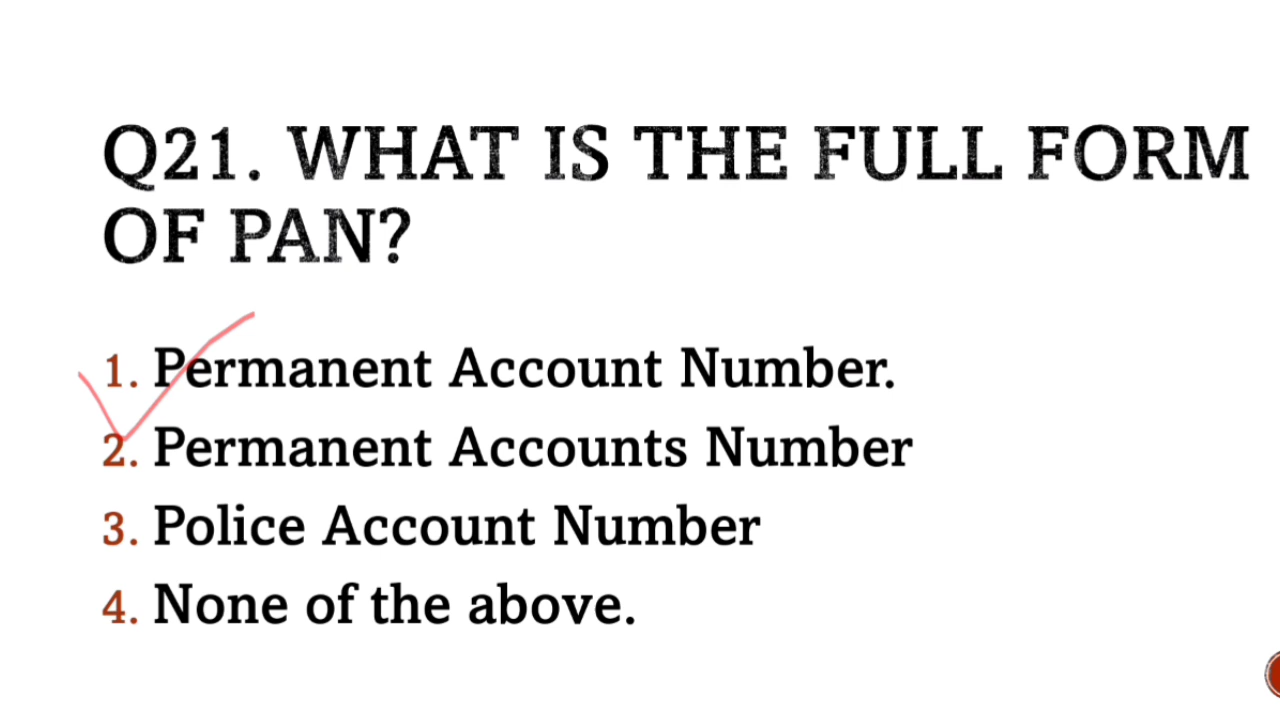 Q21. WHAT IS THE FULL FORM
OF PAN?
1. Permanent Account Number.
2. Permanent Accounts Number
3. Police Account Number
4. None of the above.